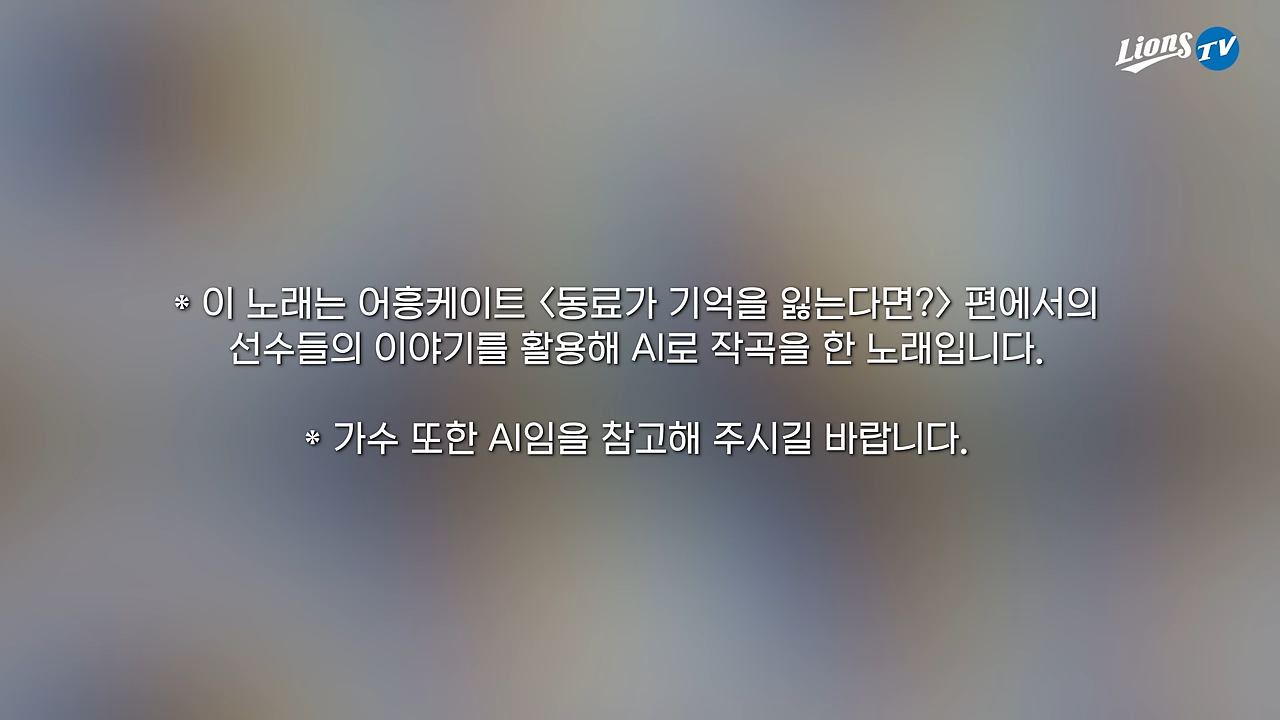 Lions TV
* 이 노래는 어흥케이트 <동료가 기억을 잃는다면?> 편에서의
선수들의 이야기를 활용해 AI로 작곡을 한 노래입니다.
* 가수 또한 AI임을 참고해 주시길 바랍니다.